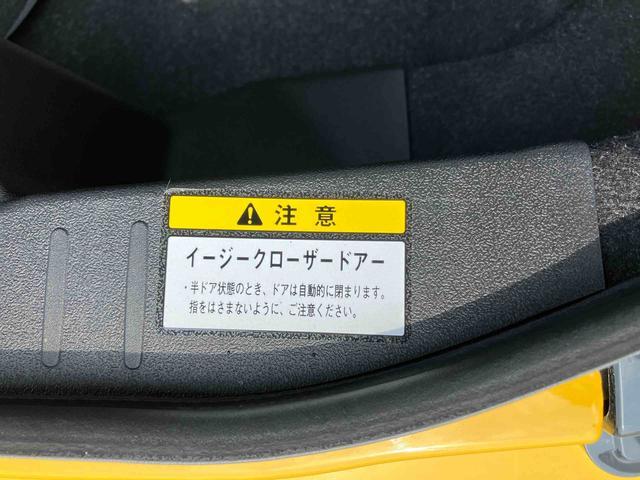 ⚠ 注意
イージークローザードアー
・半ドア状態のとき、ドアは自動的に閉まります。
指をはさまないように、ご注意ください。